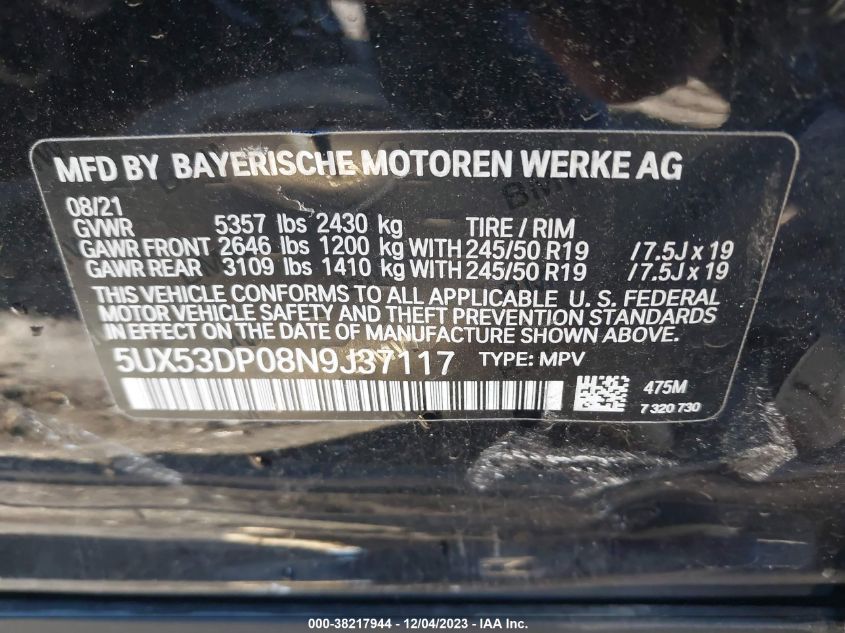 MFD BY BAYERISCHE MOTOREN WERKE AG
08/21
GVWR 5357 lbs 2430 kg TIRE / RIM
GAWR FRONT 2646 lbs 1200 kg WITH 245/50 R19 /7.5J x 19
GAWR REAR 3109 lbs 1410 kg WITH 245/50 R19 /7.5J x 19
THIS VEHICLE CONFORMS TO ALL APPLICABLE U. S. FEDERAL
MOTOR VEHICLE SAFETY AND THEFT PREVENTION STANDARDS
IN EFFECT ON THE DATE OF MANUFACTURE SHOWN ABOVE.
5UX53DP08N9J37117 TYPE: MPV
475M
7 320 730
000-38217944 - 12/04/2023 - IAA Inc.